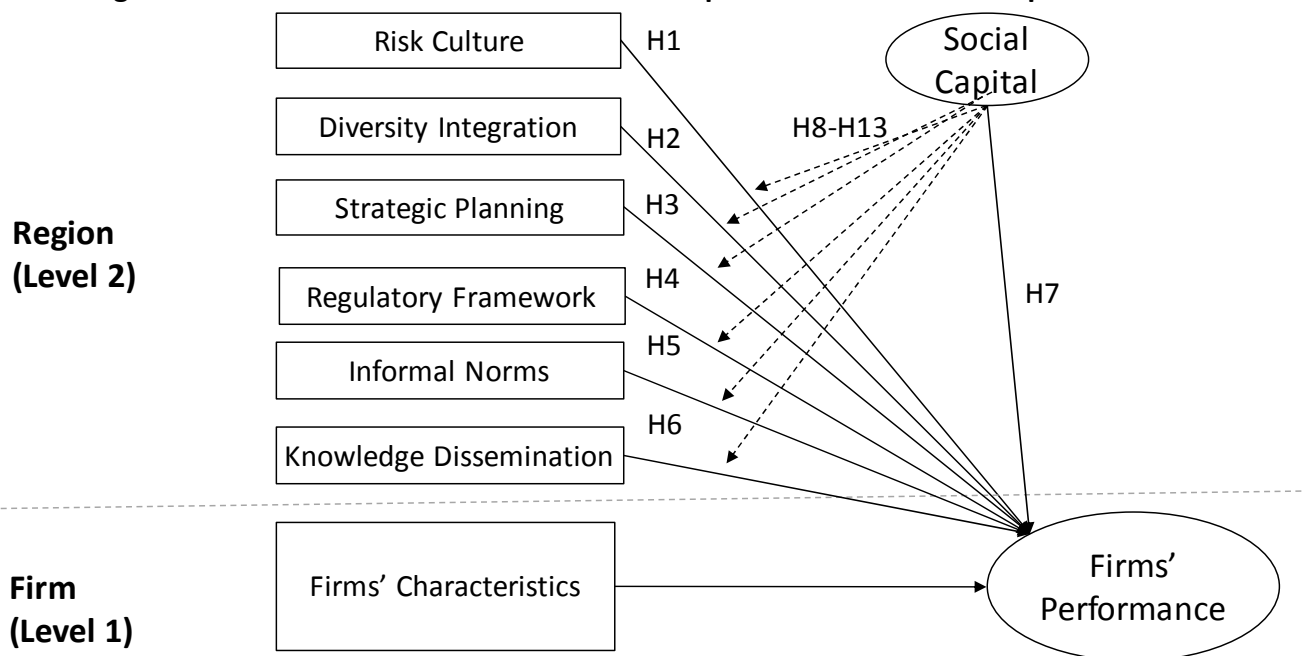 Risk Culture
H1
Social
Capital
Diversity Integration
H2
H8-H13
Strategic Planning
H3
Region
(Level 2)
Regulatory Framework
H4
H7
Informal Norms
H5
Knowledge Dissemination
H6
Firm
(Level 1)
Firms’ Characteristics
Firms’
Performance